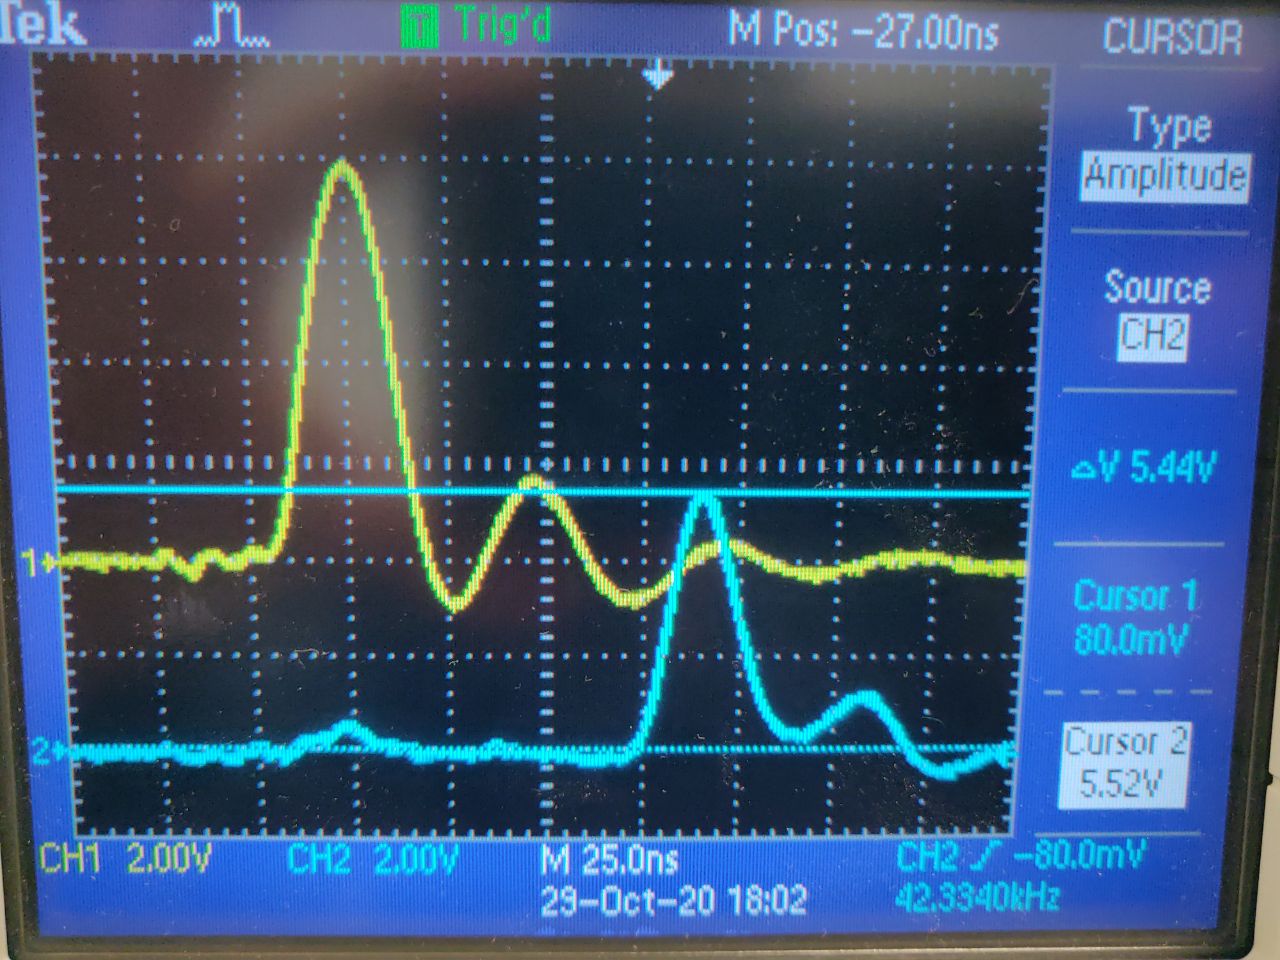 Tek T Trig'd M Pos: -27.00ns CURSOR
Type
Amplitude
Source
CH2
△V 5.44V
Cursor 1
80.0mV
Cursor 2
5.52V
1
2
CH1 2.00V CH2 2.00V M 25.0ns CH2 -80.0mV
29-Oct-20 18:02 42.3340kHz